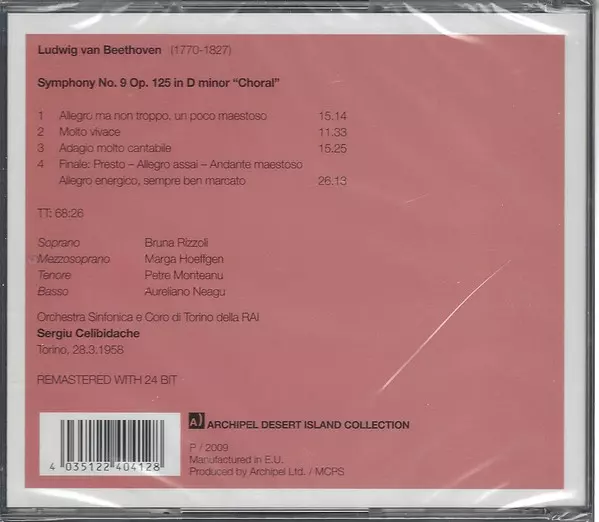 Ludwig van Beethoven (1770-1827)
Symphony No. 9 Op. 125 in D minor “Choral”
1 Allegro ma non troppo, un poco maestoso 15.14
2 Molto vivace 11.33
3 Adagio molto cantabile 15.25
4 Finale: Presto – Allegro assai – Andante maestoso
Allegro energico, sempre ben marcato 26.13
TT: 68:26
Soprano Bruna Rizzoli
Mezzosoprano Marga Hoeffgen
Tenore Petre Monteanu
Basso Aureliano Neagu
Orchestra Sinfonica e Coro di Torino della RAI
Sergiu Celibidache
Torino, 28.3.1958
REMASTERED WITH 24 BIT
A) ARCHIPEL DESERT ISLAND COLLECTION
P / 2009
Manufactured in E.U.
Produced by Archipel Ltd. / MCPS
4 035122 404128